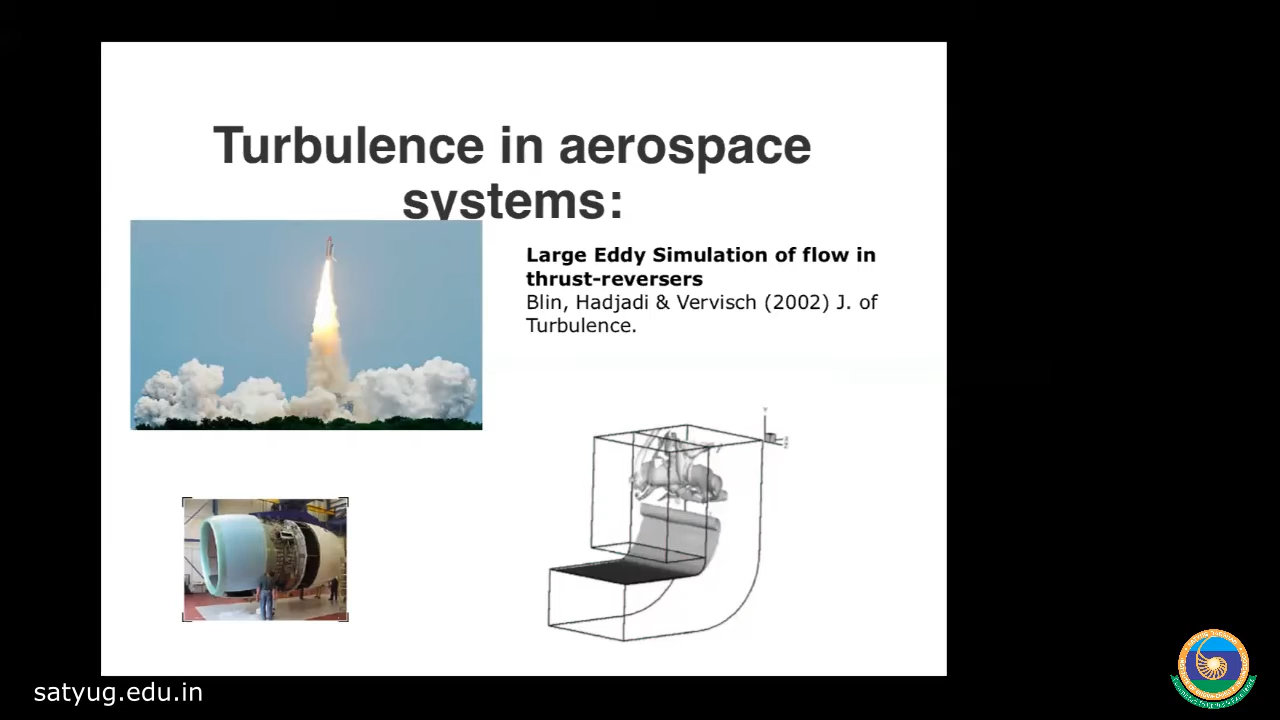 Turbulence in aerospace
systems:
Large Eddy Simulation of flow in
thrust-reversers
Blin, Hadjadi & Vervisch (2002) J. of
Turbulence.
satyug.edu.in